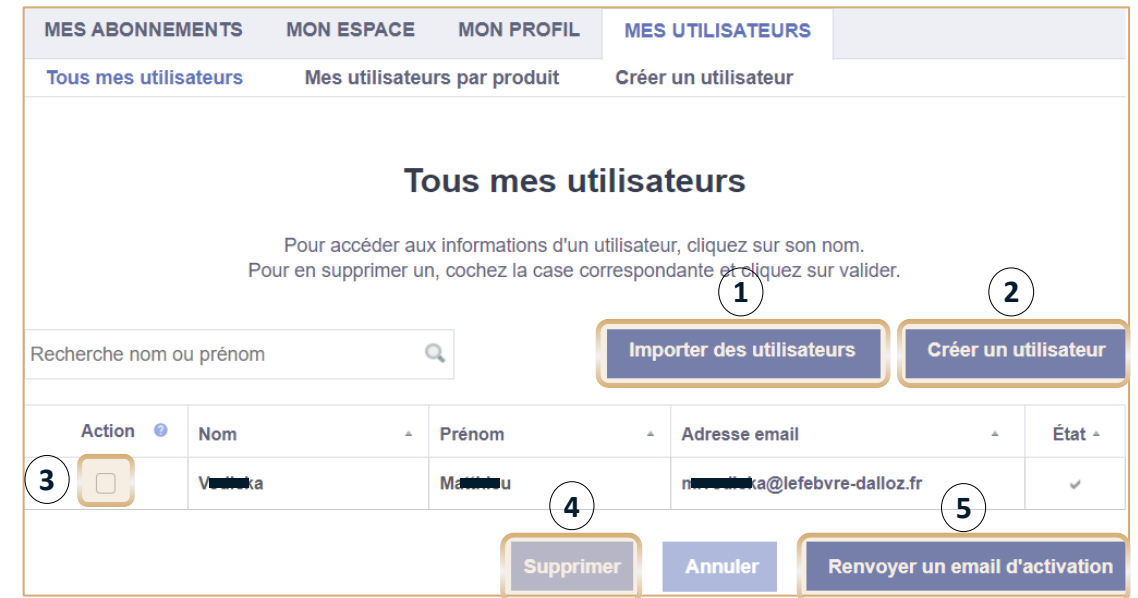 MES ABONNEMENTS MON ESPACE MON PROFIL MES UTILISATEURS
Tous mes utilisateurs Mes utilisateurs par produit Créer un utilisateur
Tous mes utilisateurs
Pour accéder aux informations d'un utilisateur, cliquez sur son nom.
Pour en supprimer un, cochez la case correspondante et cliquez sur valider.
1 2
Recherche nom ou prénom Importer des utilisateurs Créer un utilisateur
Action ? Nom Prénom Adresse email État
3 @lefebvre-dalloz.fr
4 5
Supprimer Annuler Renvoyer un email d'activation